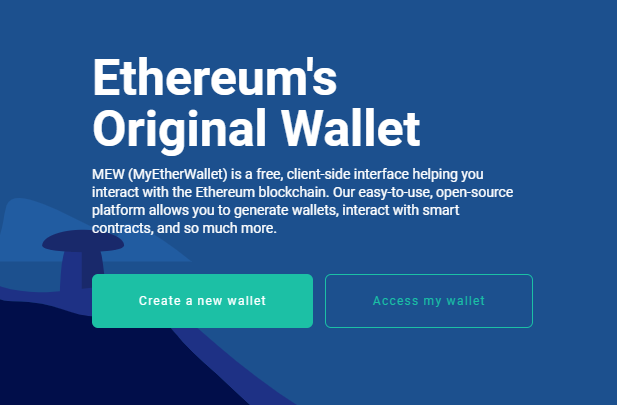 Ethereum's
Original Wallet
MEW (MyEtherWallet) is a free, client-side interface helping you
interact with the Ethereum blockchain. Our easy-to-use, open-source
platform allows you to generate wallets, interact with smart
contracts, and so much more.
Create a new wallet
Access my wallet